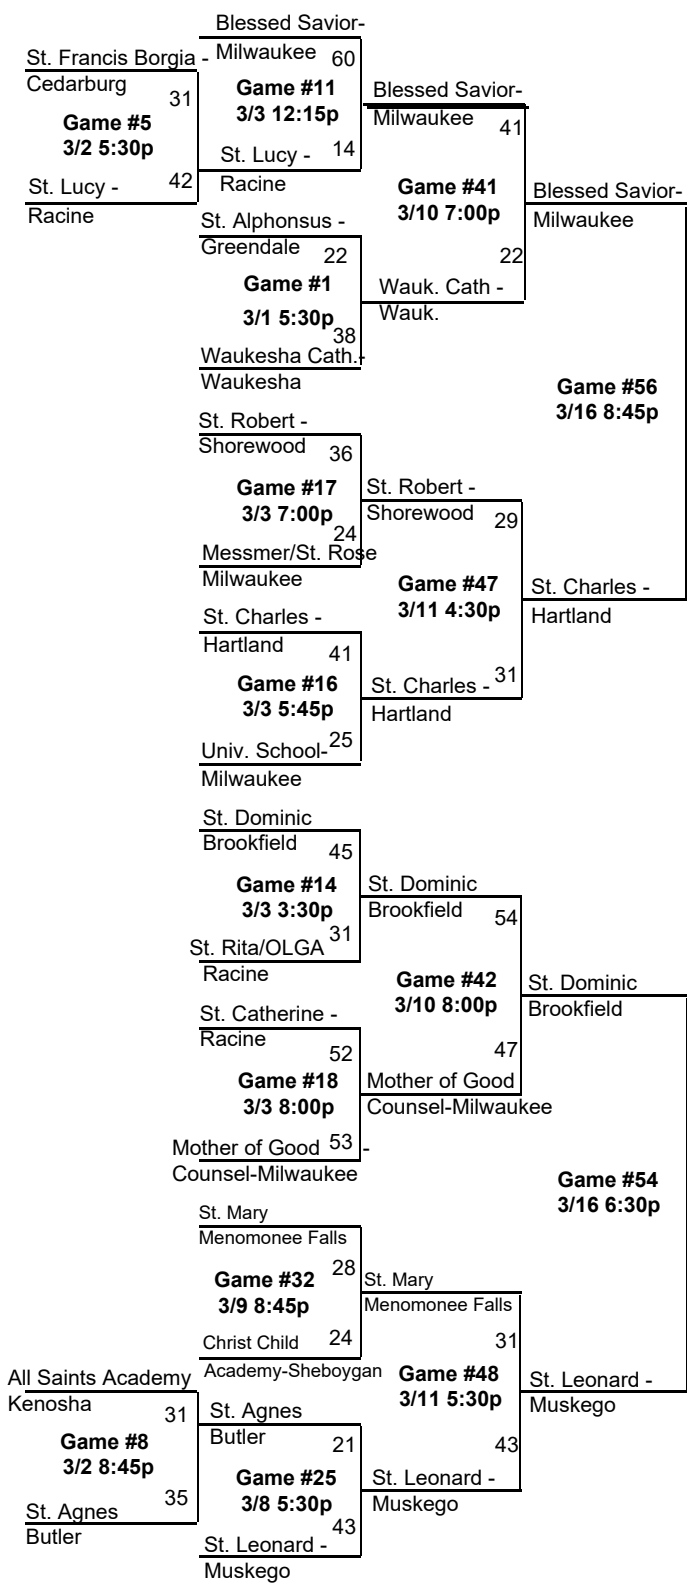 Blessed Savior-
St. Francis Borgia - Milwaukee 60
Cedarburg
31
Game #11
3/3 12:15p
Blessed Savior-
Milwaukee 41
Game #5
3/2 5:30p
St. Lucy - 14
Racine
St. Lucy - 42
Racine
Game #41
3/10 7:00p
Blessed Savior-
Milwaukee
St. Alphonsus -
Greendale 22
Game #1
3/1 5:30p
22
Wauk. Cath -
Wauk.
38
Waukesha Cath.-
Waukesha
Game #56
3/16 8:45p
St. Robert -
Shorewood 36
Game #17
3/3 7:00p
St. Robert -
Shorewood 29
24
Messmer/St. Rose
Milwaukee
Game #47
3/11 4:30p
St. Charles -
Hartland
St. Charles -
Hartland 41
Game #16
3/3 5:45p
St. Charles - 31
Hartland
Univ. School- 25
Milwaukee
St. Dominic
Brookfield 45
Game #14
3/3 3:30p
St. Dominic
Brookfield 54
St. Rita/OLGA 31
Racine
Game #42
3/10 8:00p
St. Dominic
Brookfield
St. Catherine -
Racine 52
Game #18
3/3 8:00p
47
Mother of Good
Counsel-Milwaukee
Mother of Good 53 -
Counsel-Milwaukee
Game #54
3/16 6:30p
St. Mary
Menomonee Falls
28
Game #32
3/9 8:45p
St. Mary
Menomonee Falls
31
Christ Child 24
Academy-Sheboygan
Game #48
3/11 5:30p
St. Leonard -
Muskego
All Saints Academy
Kenosha
31
Game #8
3/2 8:45p
St. Agnes
Butler 21
Game #25
3/8 5:30p
43
St. Leonard -
Muskego
St. Agnes 35
Butler
43
St. Leonard -
Muskego